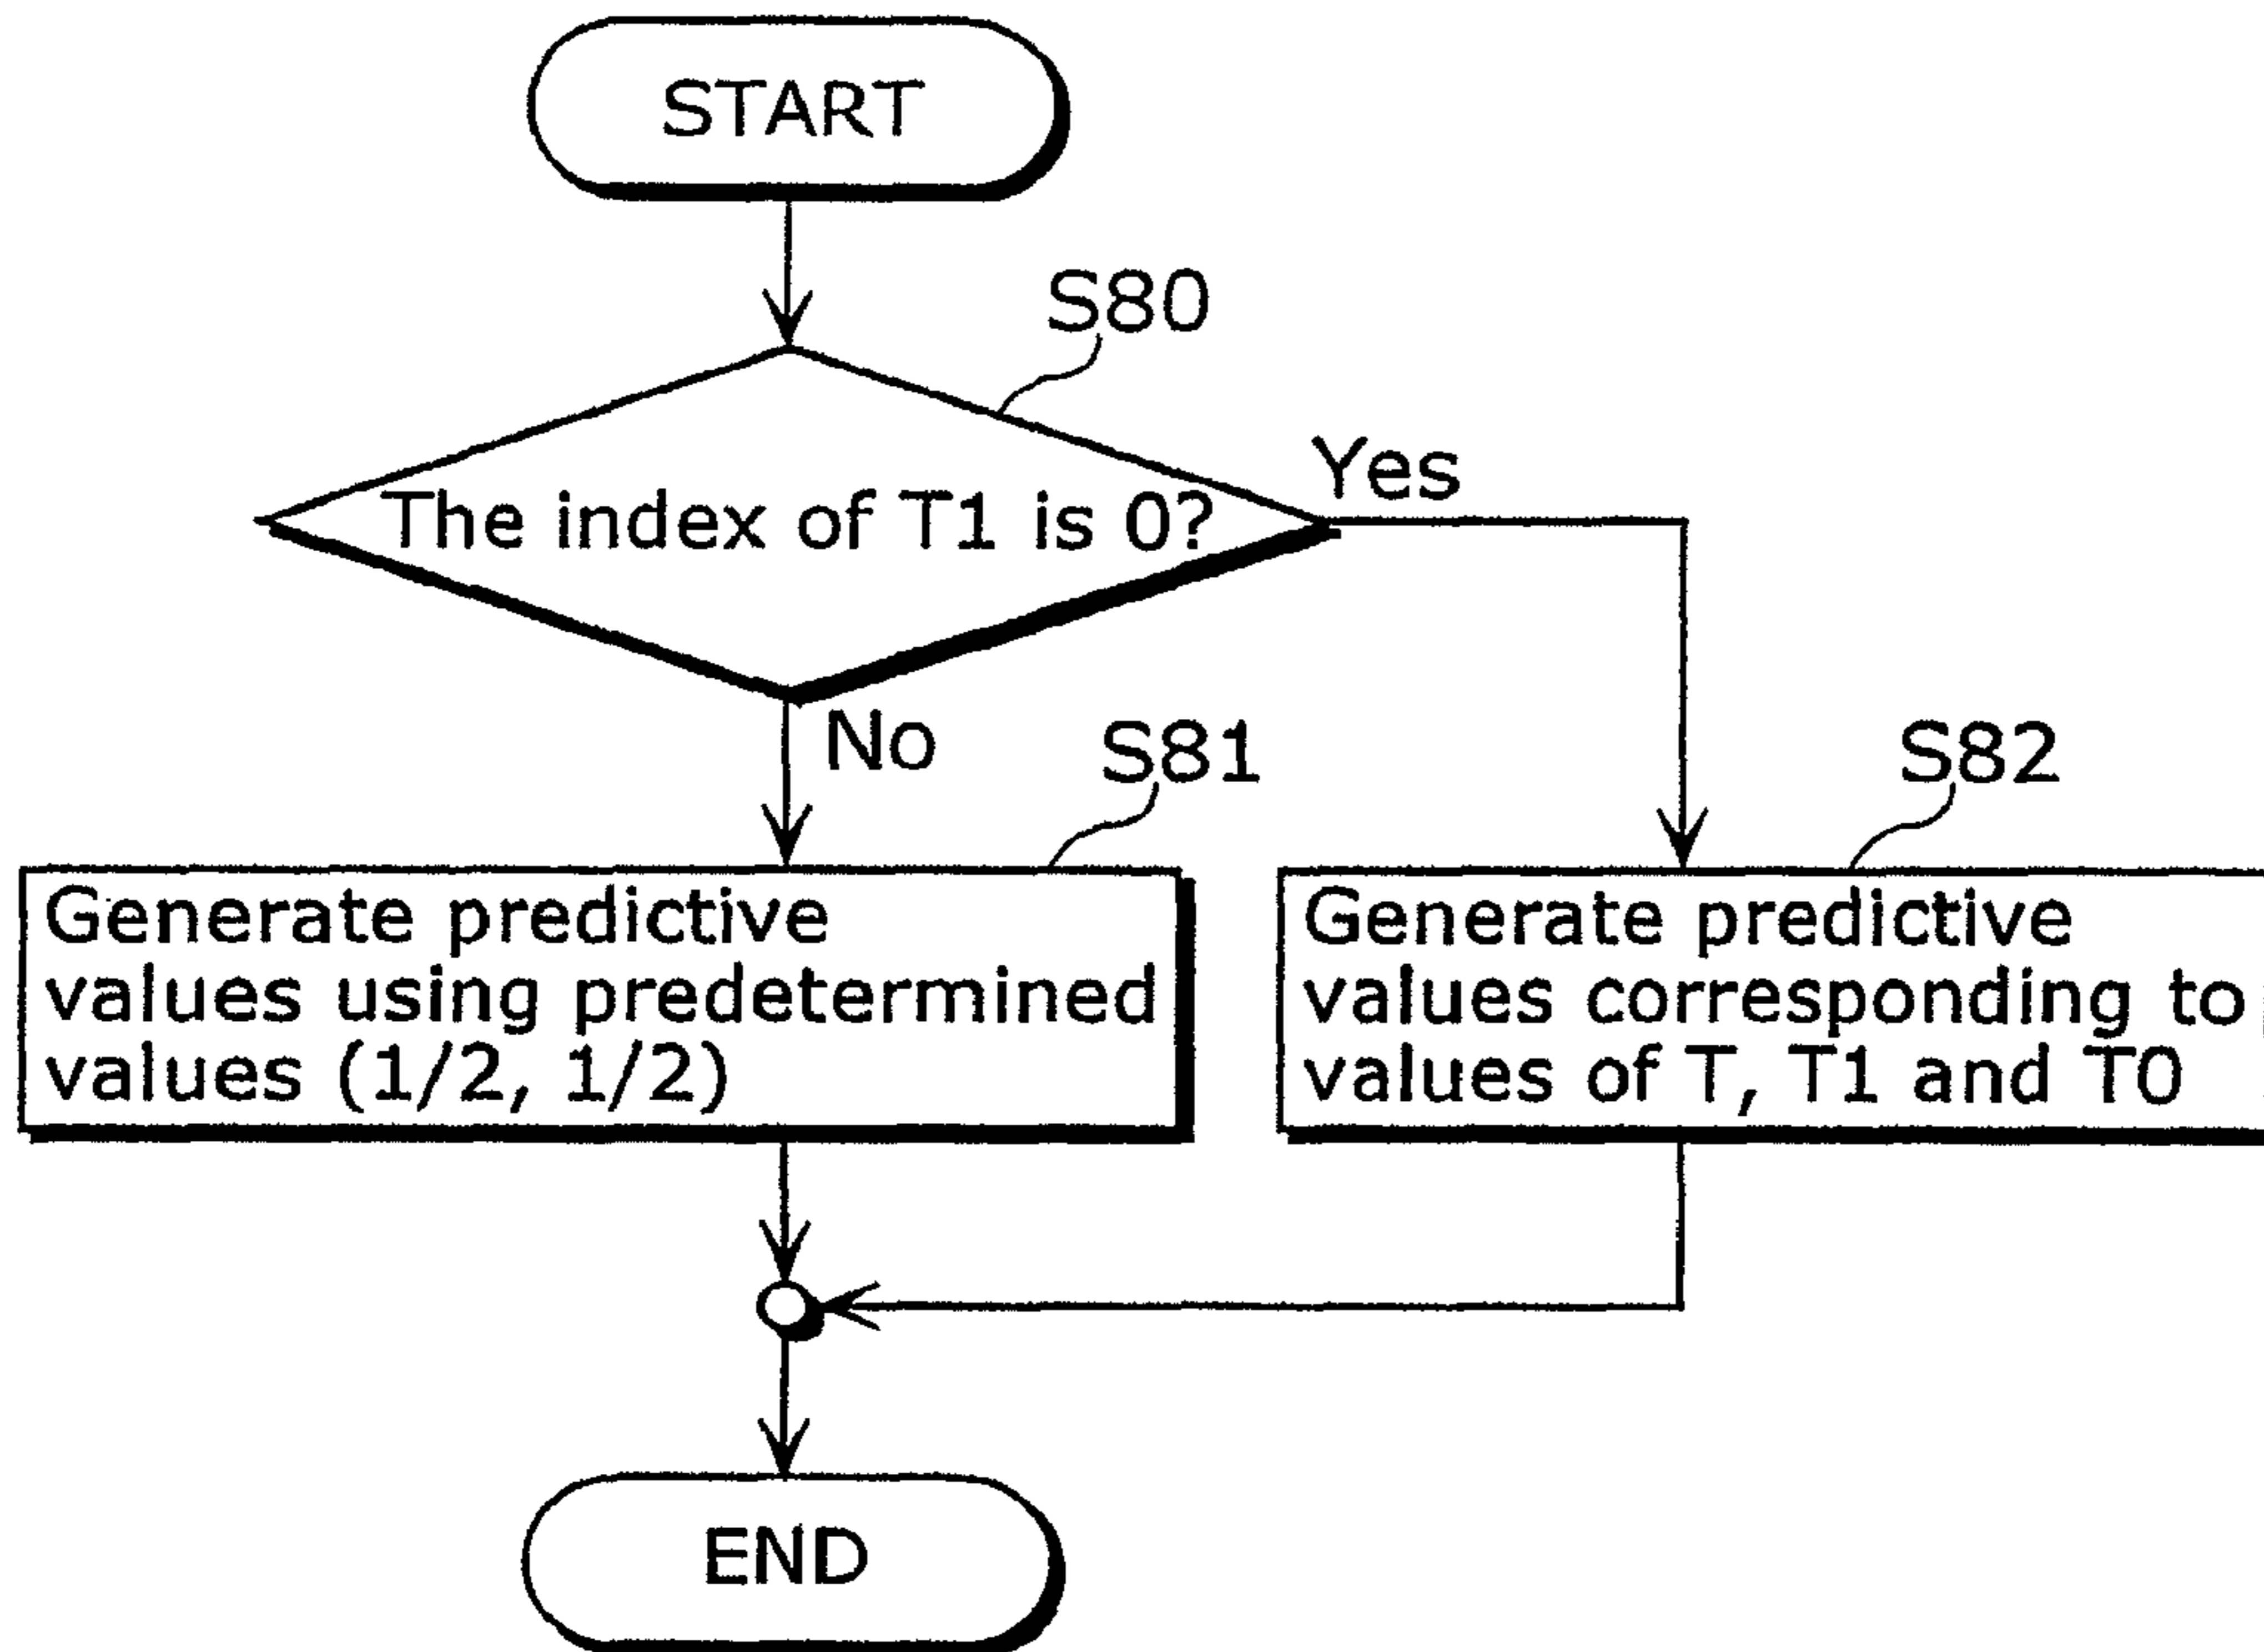 START
S80
The index of T1 is 0?
Yes
No
S81
S82
Generate predictive
values using predetermined
values (1/2, 1/2)
Generate predictive
values corresponding to
values of T, T1 and T0
END